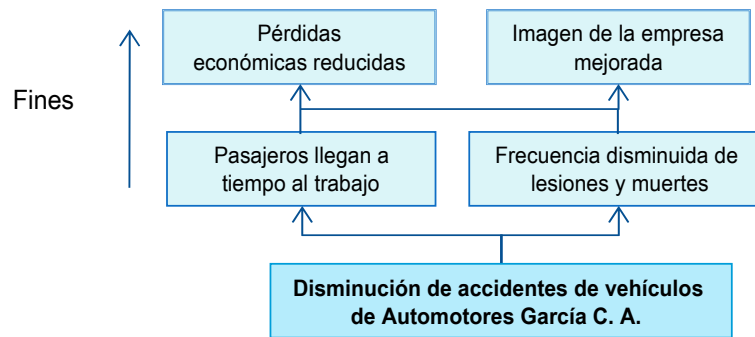 Pérdidas
económicas reducidas
Imagen de la empresa
mejorada
Fines
Pasajeros llegan a
tiempo al trabajo
Frecuencia disminuida de
lesiones y muertes
Disminución de accidentes de vehículos
de Automotores García C. A.